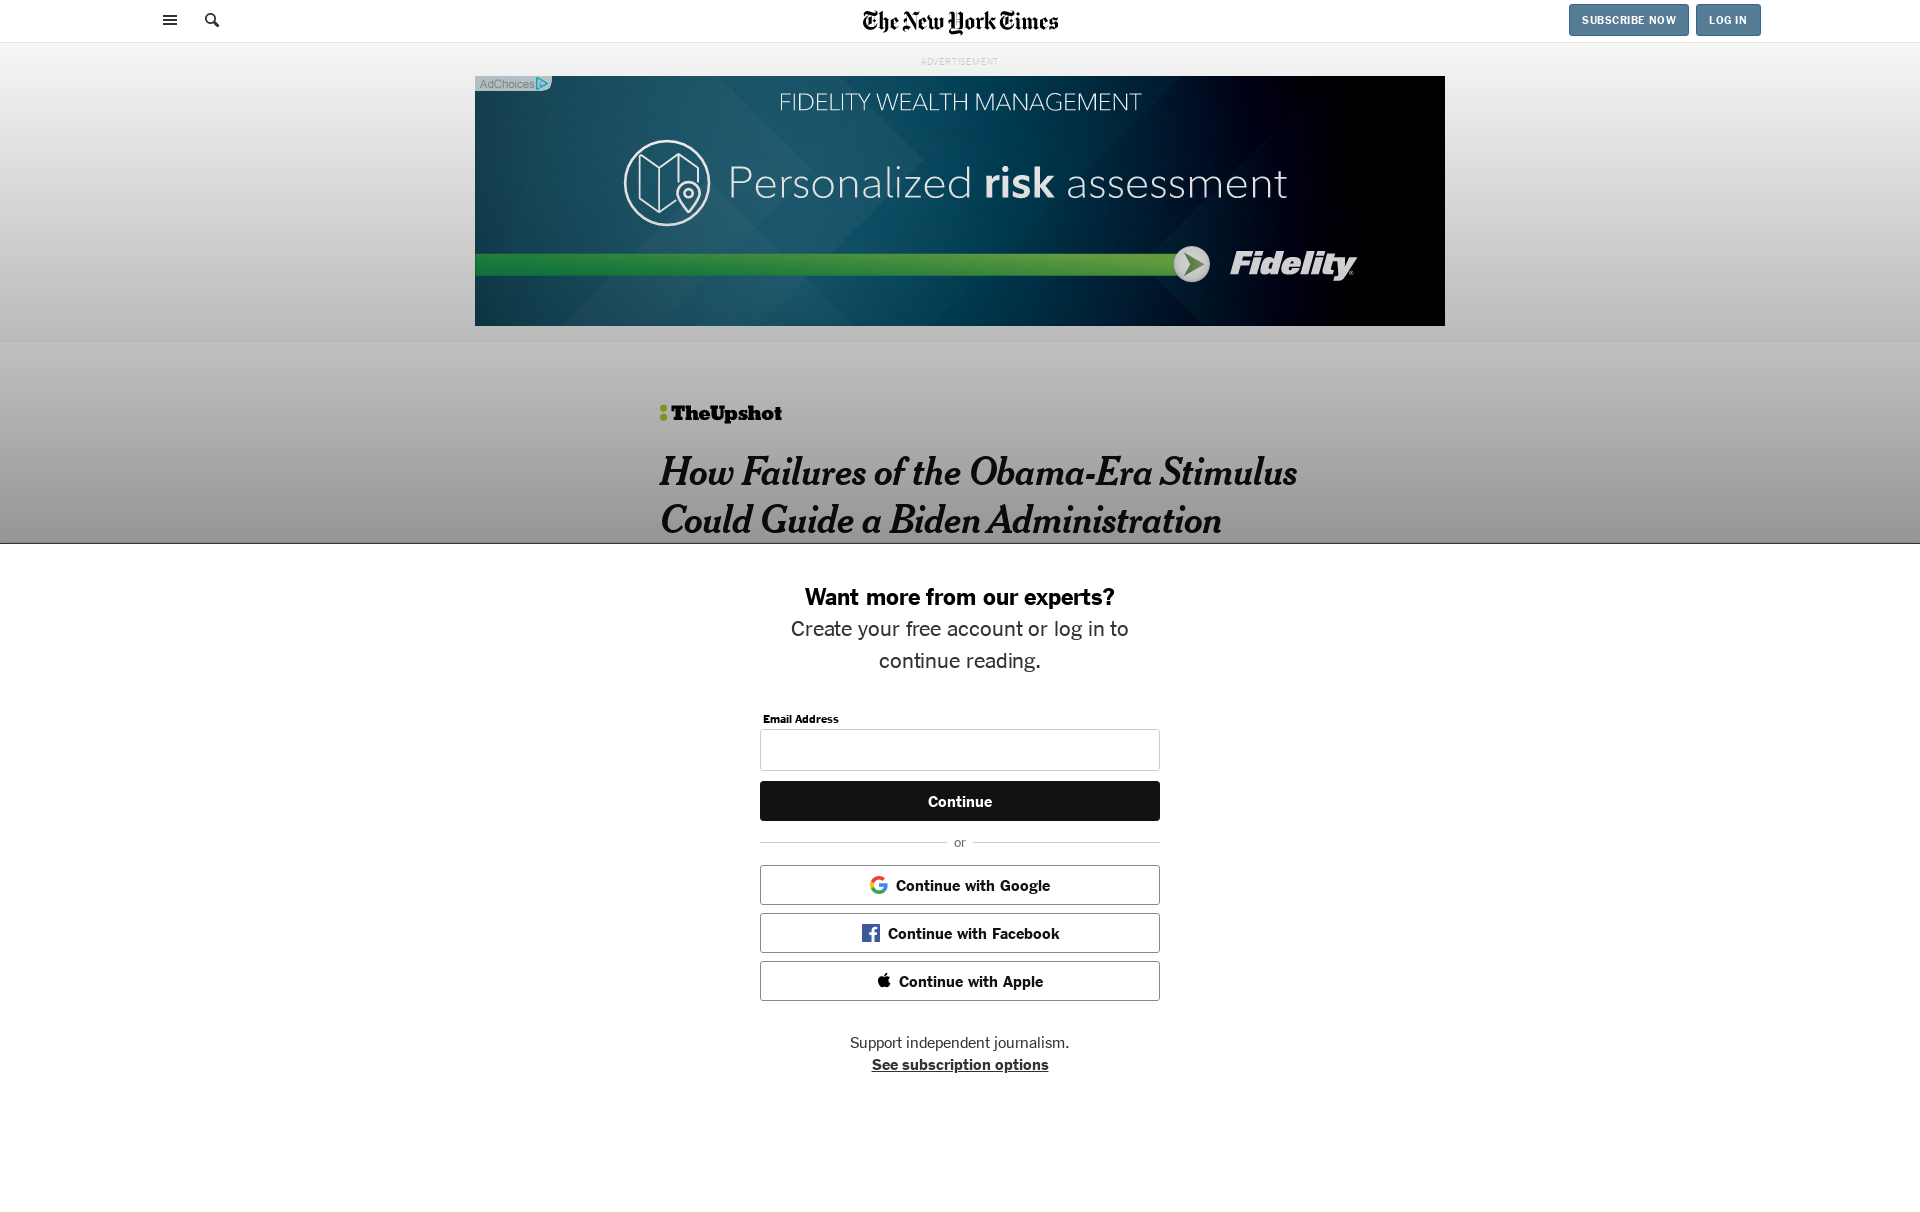 The New York Times
SUBSCRIBE NOW
LOG IN
ADVERTISEMENT
AdChoices
FIDELITY WEALTH MANAGEMENT
Personalized risk assessment
Fidelity
TheUpshot
How Failures of the Obama-Era Stimulus
Could Guide a Biden Administration
Want more from our experts?
Create your free account or log in to
continue reading.
Email Address
Continue
or
Continue with Google
Continue with Facebook
Continue with Apple
Support independent journalism.
See subscription options